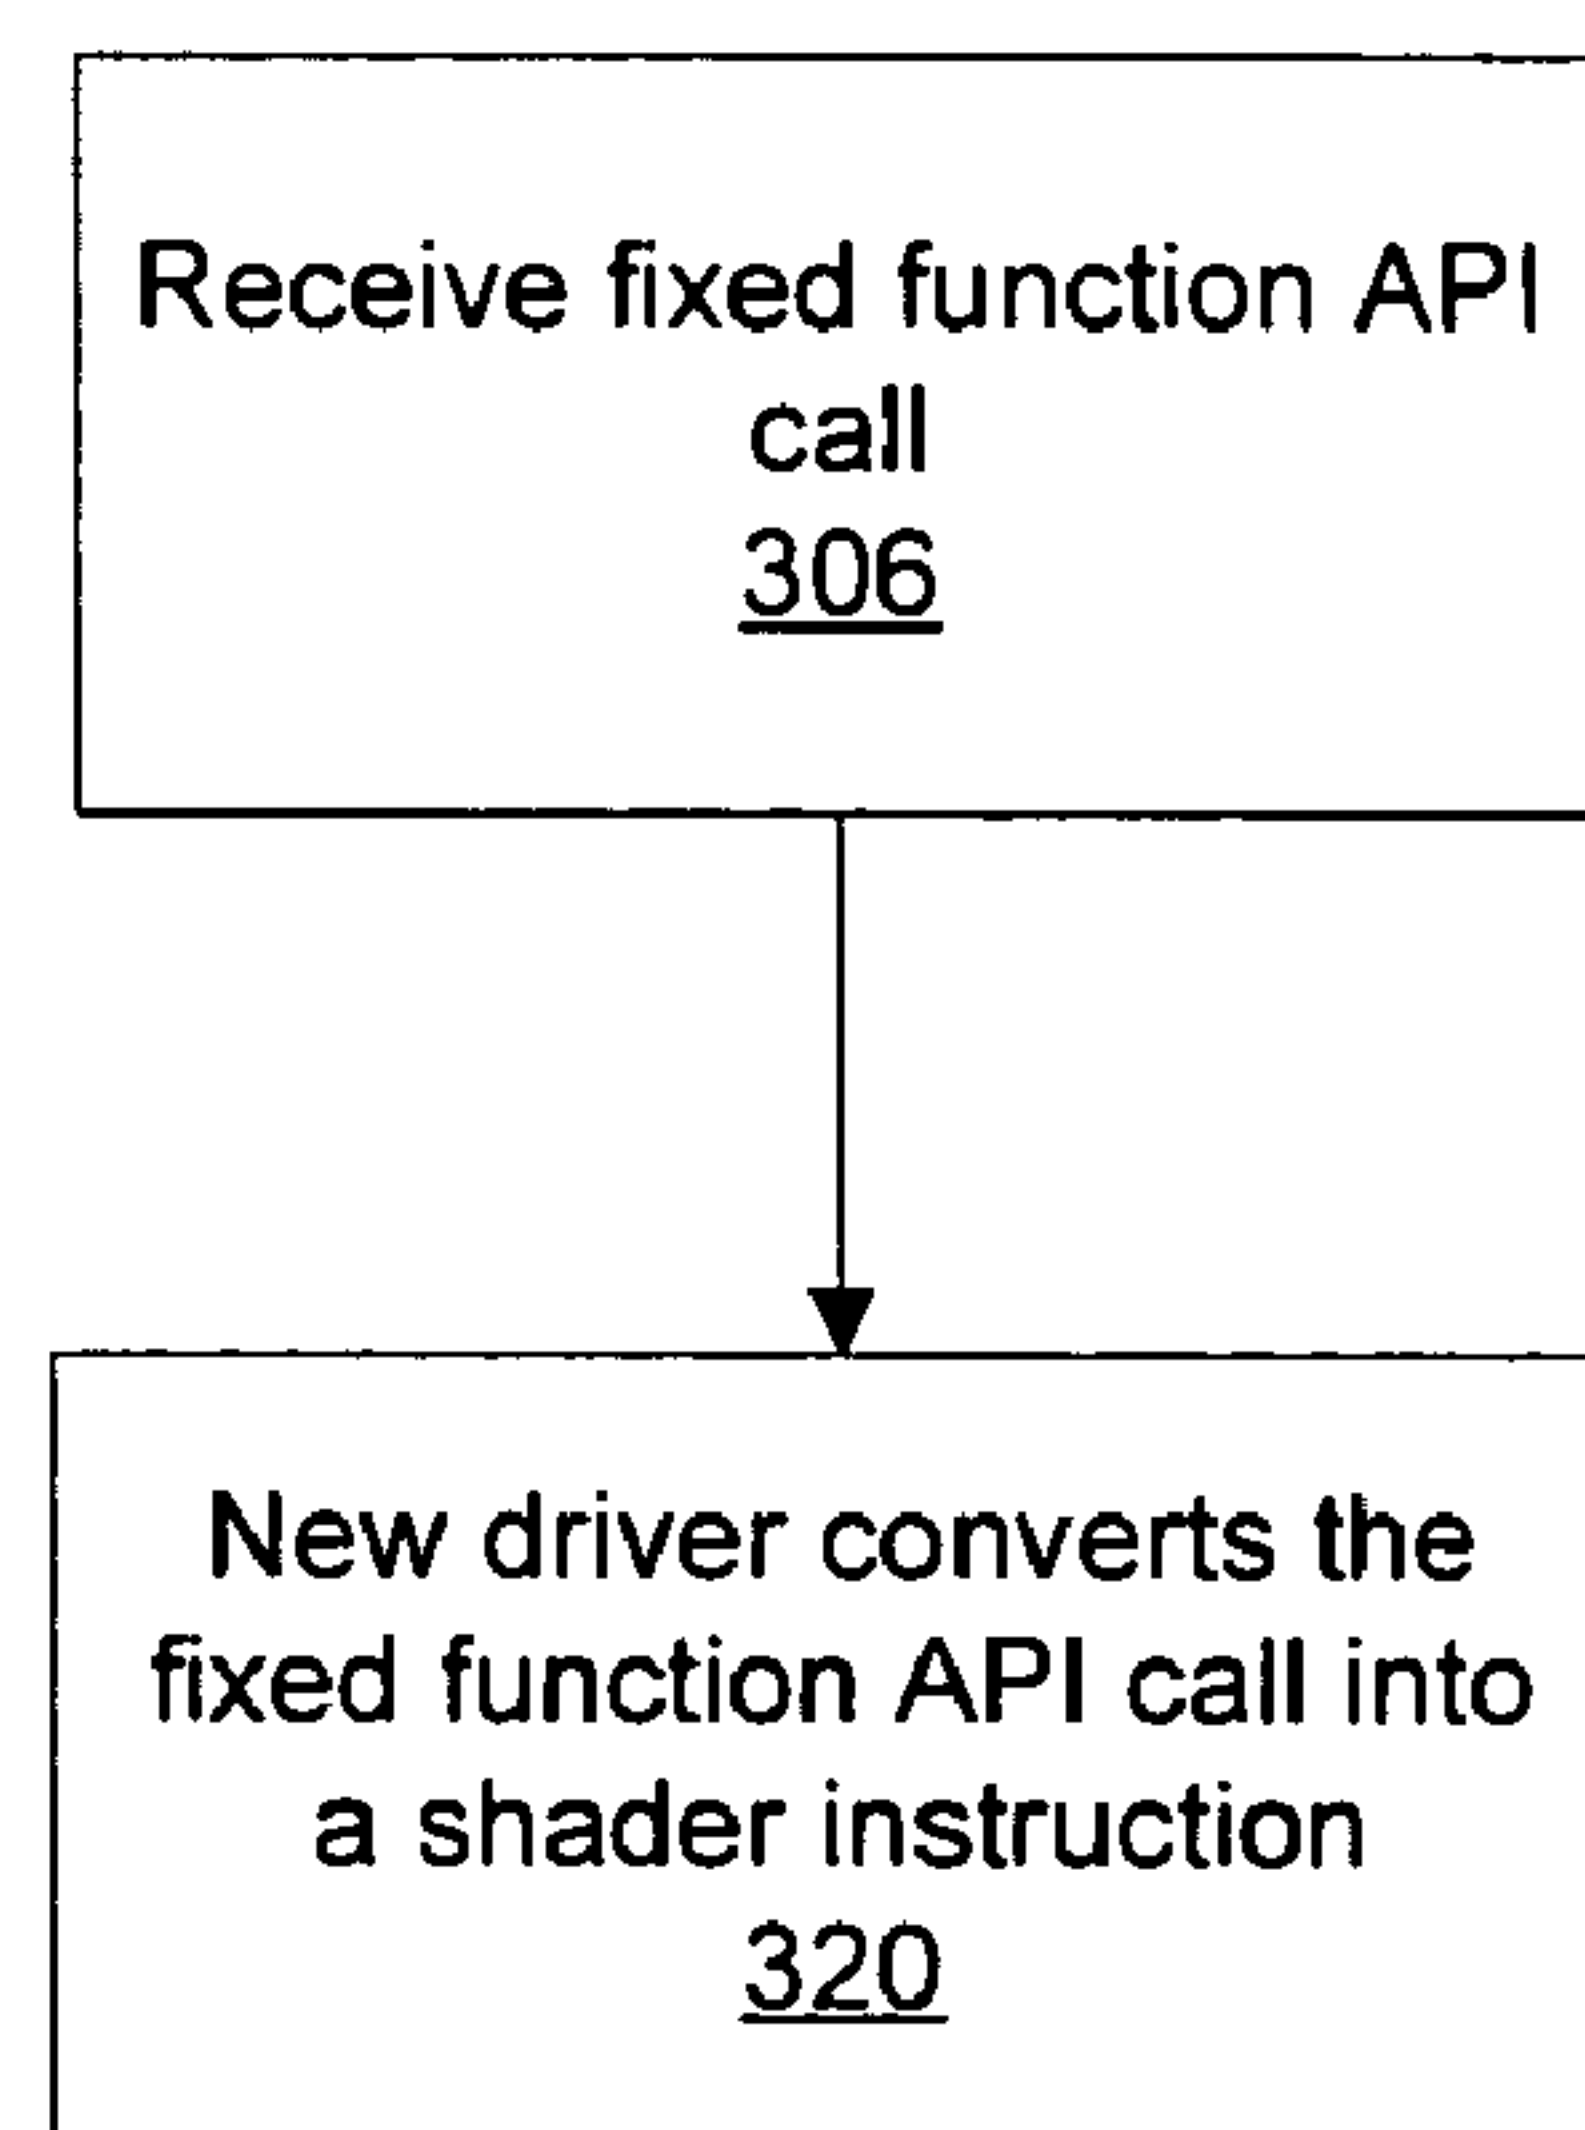 Receive fixed function API
call
306
New driver converts the
fixed function API call into
a shader instruction
320